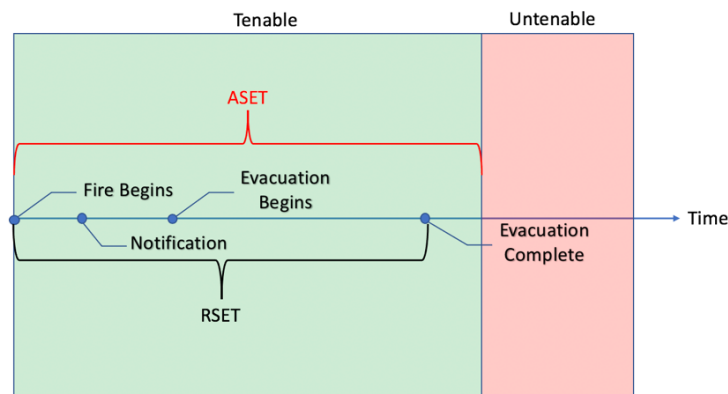 Tenable
Untenable
ASET
Fire Begins
Evacuation
Begins
Time
Notification
Evacuation
Complete
RSET